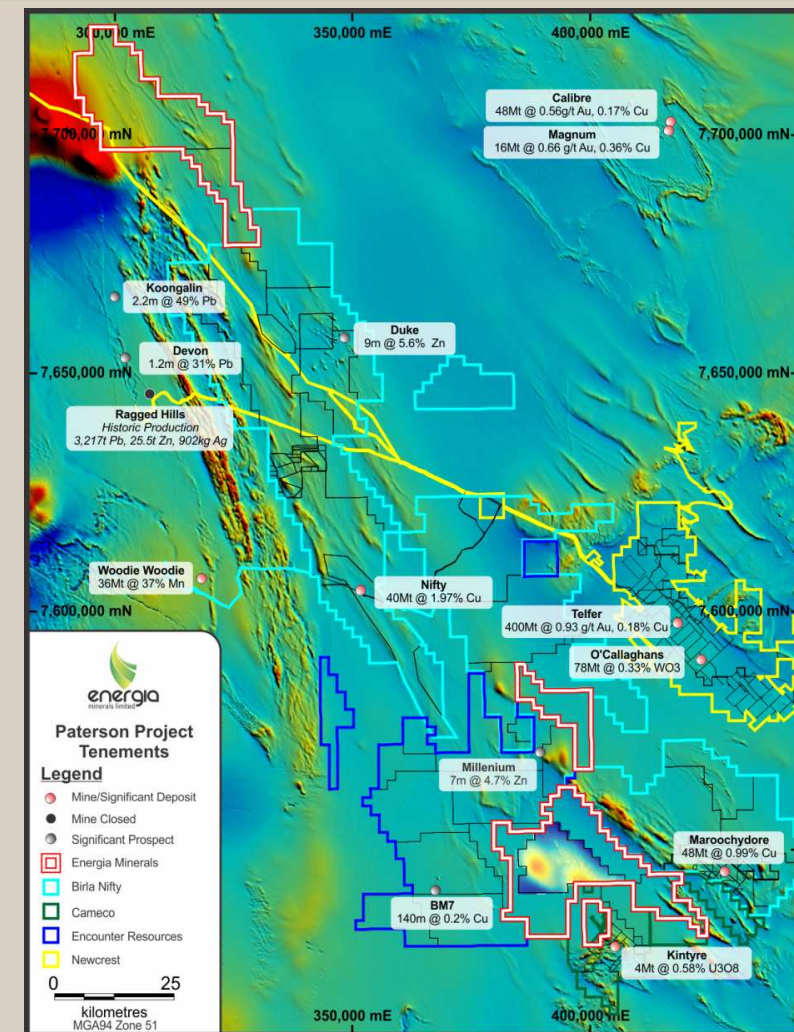 300,000 mE
350,000 mE
400,000 mE
Calibre
48Mt @ 0.56g/t Au, 0.17% Cu
7,700,000 mN
Magnum
16Mt @ 0.66 g/t Au, 0.36% Cu
7,700,000 mN
Koongalin
2.2m @ 49% Pb
Duke
9m @ 5.6% Zn
Devon
1.2m @ 31% Pb
7,650,000 mN
7,650,000 mN
Ragged Hills
Historic Production
3,217t Pb, 25.5t Zn, 902kg Ag
Woodie Woodie
36Mt @ 37% Mn
Nifty
40Mt @ 1.97% Cu
7,600,000 mN
Telfer
400Mt @ 0.93 g/t Au, 0.18% Cu
7,600,000 mN
O'Callaghans
78Mt @ 0.33% WO3
Millenium
7m @ 4.7% Zn
Maroochydore
48Mt @ 0.99% Cu
BM7
140m @ 0.2% Cu
Kintyre
4Mt @ 0.58% U3O8
350,000 mE
400,000 mE
energia
minerals limited
Paterson Project
Tenements
Legend
Mine/Significant Deposit
Mine Closed
Significant Prospect
Energia Minerals
Birla Nifty
Cameco
Encounter Resources
Newcrest
0 25
kilometres
MGA94 Zone 51